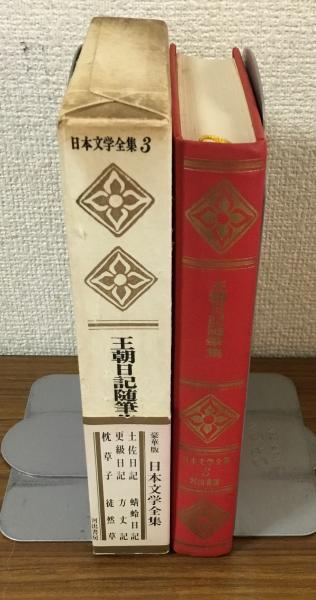 日本文学全集3
王朝日記随筆
豪華版 日本文学全集
土佐日記 蜻蛉日記
更級日記 方丈記
枕草子 徒然草
河出書房
王朝日記随筆集
日本文学全集
3
河出書房